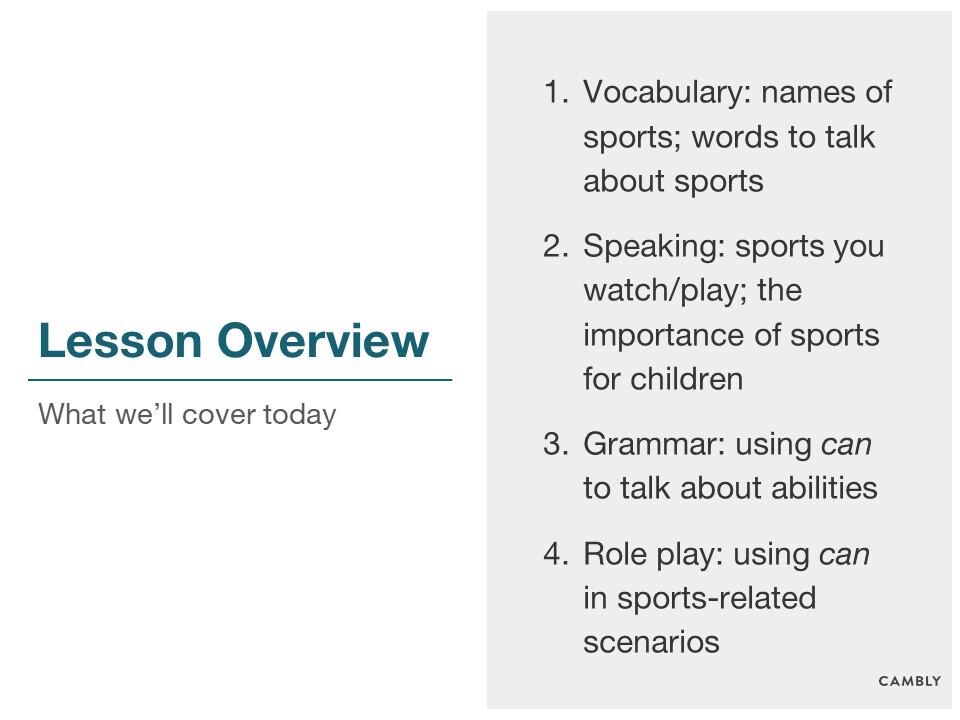 Lesson Overview
What we’ll cover today
1. Vocabulary: names of
sports; words to talk
about sports
2. Speaking: sports you
watch/play; the
importance of sports
for children
3. Grammar: using can
to talk about abilities
4. Role play: using can
in sports-related
scenarios
CAMBLY